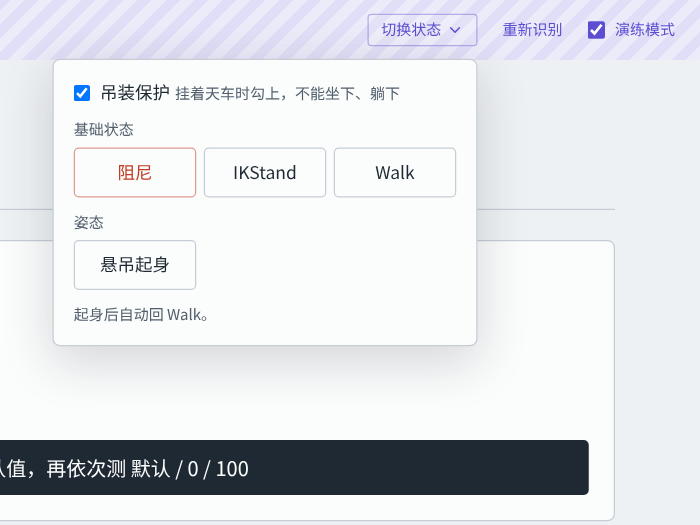 切换状态 重新识别 演练模式
吊装保护 挂着天车时勾上，不能坐下、躺下
基础状态
阻尼 IKStand Walk
姿态
悬吊起身
起身后自动回 Walk。
值，再依次测 默认 / 0 / 100